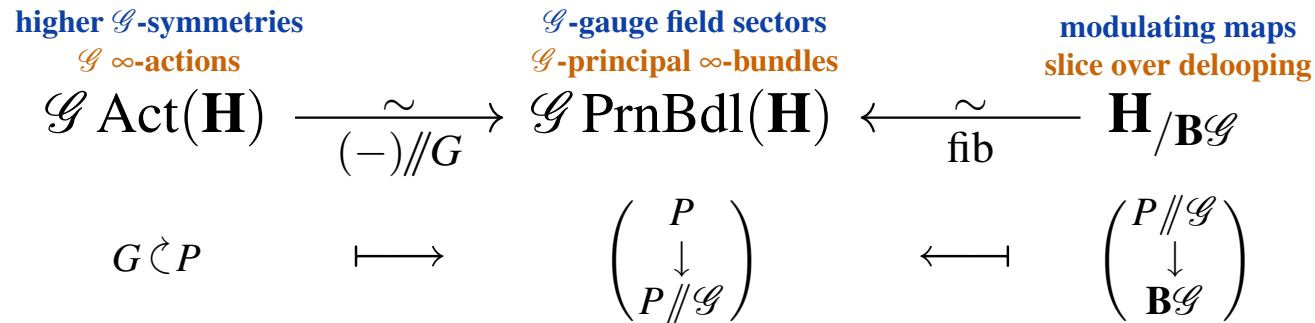 higher 𝒢-symmetries 𝒢-gauge field sectors modulating maps
𝒢 ∞-actions 𝒢-principal ∞-bundles slice over delooping
𝒢 Act(H) ∼ 𝒢 PrnBdl(H) ∼ H/B𝒢
(−)⫽G fib
P P⫽𝒢
G ⤿ P ⟼ ↓ ⟻ ↓
P⫽𝒢 B𝒢